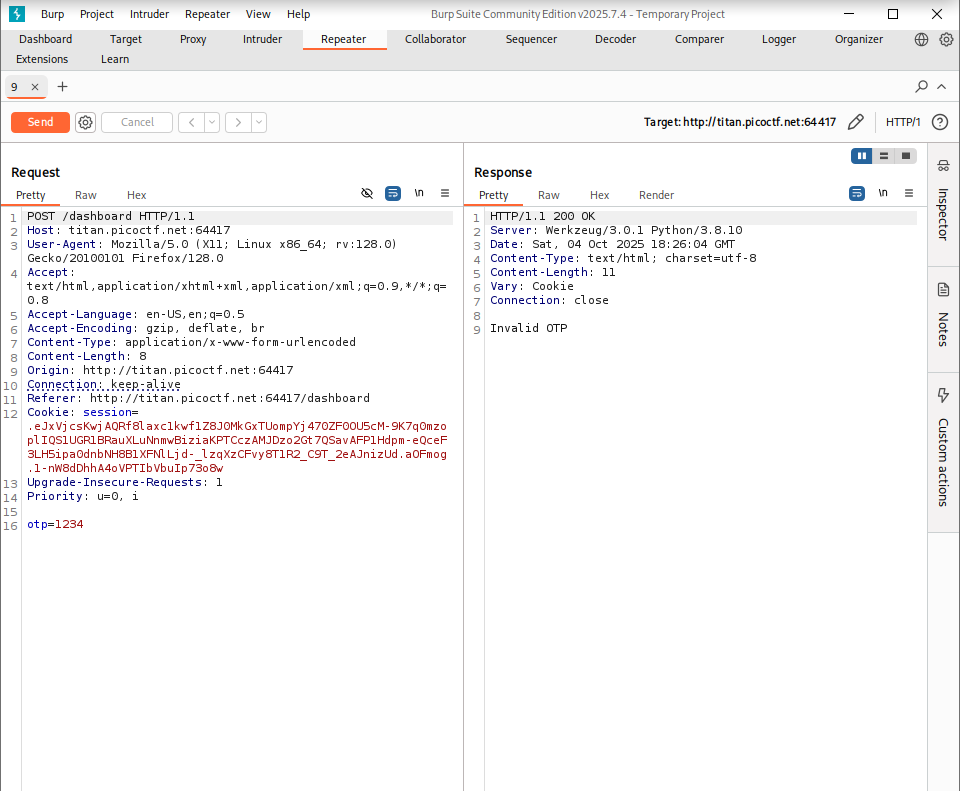 Burp Project Intruder Repeater View Help Burp Suite Community Edition v2025.7.4 - Temporary Project
Dashboard Target Proxy Intruder Repeater Collaborator Sequencer Decoder Comparer Logger Organizer
Extensions Learn
9 × +
Send Cancel < > Target: http://titan.picoctf.net:64417 HTTP/1 ?
Request
Pretty Raw Hex \n
1 POST /dashboard HTTP/1.1
2 Host: titan.picoctf.net:64417
3 User-Agent: Mozilla/5.0 (X11; Linux x86_64; rv:128.0)
Gecko/20100101 Firefox/128.0
4 Accept:
text/html,application/xhtml+xml,application/xml;q=0.9,*/*;q=
0.8
5 Accept-Language: en-US,en;q=0.5
6 Accept-Encoding: gzip, deflate, br
7 Content-Type: application/x-www-form-urlencoded
8 Content-Length: 8
9 Origin: http://titan.picoctf.net:64417
10 Connection: keep-alive
11 Referer: http://titan.picoctf.net:64417/dashboard
12 Cookie: session=
.eJxVjcsKwjAQRf8laxc1kwf1Z8J0MkGxTUompYj470ZF0OU5cM-9K7q0mzo
plIQS1UGR1BRauXLuNnmwBiziaKPTCczAMJDzo2Gt7QSavAFP1Hdpm-eQceF
3LH5ipa0dnbNH8B1XFNlLjd-_lzqXzCFvy8T1R2_C9T_2eAJnizUd.aOFmog
.1-nW8dDhhA4oVPTIbVbuIp73o8w
13 Upgrade-Insecure-Requests: 1
14 Priority: u=0, i
15
16 otp=1234
Response
Pretty Raw Hex Render \n
1 HTTP/1.1 200 OK
2 Server: Werkzeug/3.0.1 Python/3.8.10
3 Date: Sat, 04 Oct 2025 18:26:04 GMT
4 Content-Type: text/html; charset=utf-8
5 Content-Length: 11
6 Vary: Cookie
7 Connection: close
8
9 Invalid OTP
Inspector
Notes
Custom actions